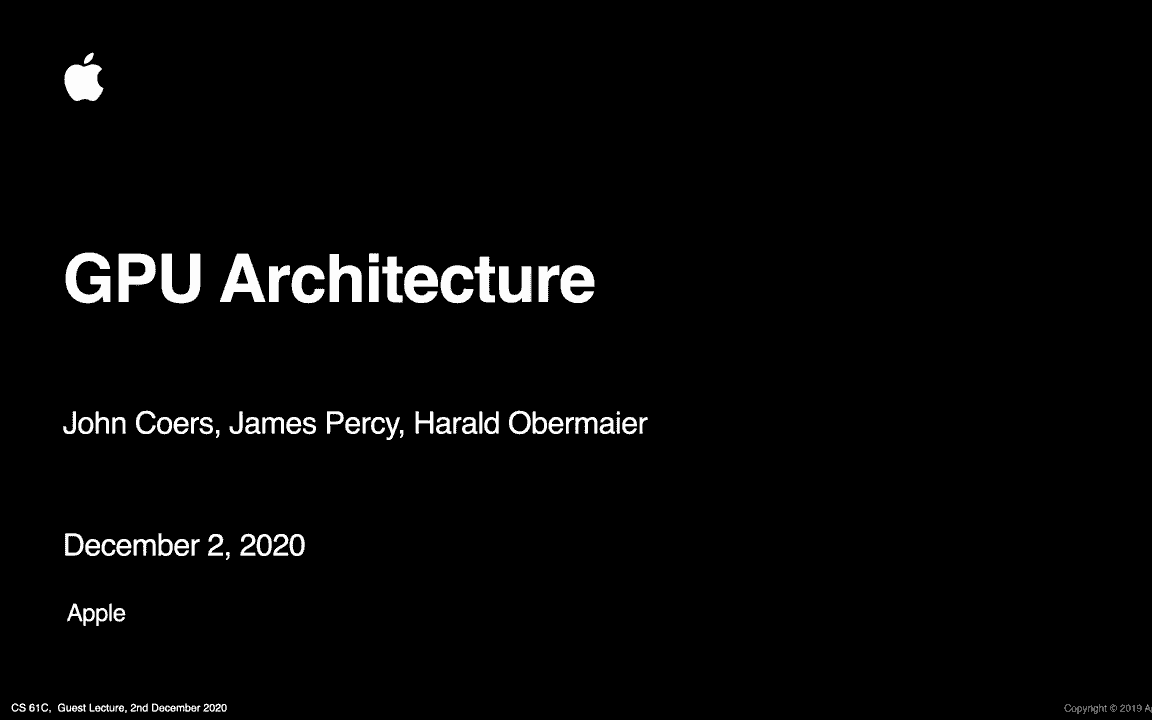 GPU Architecture
John Coers, James Percy, Harald Obermaier
December 2, 2020
Apple
CS 61C, Guest Lecture, 2nd December 2020
Copyright © 2019